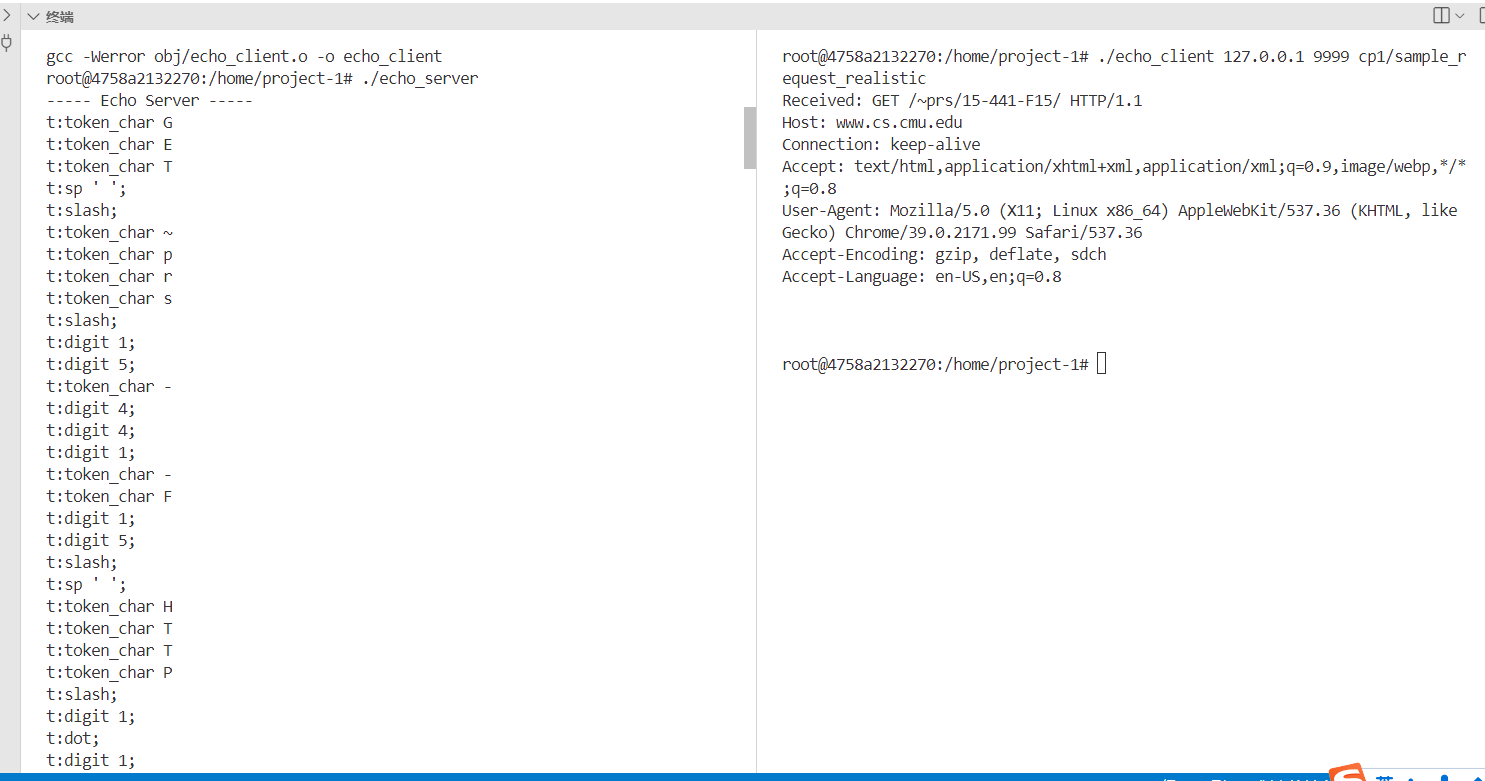 终端
gcc -Werror obj/echo_client.o -o echo_client
root@4758a2132270:/home/project-1# ./echo_server
----- Echo Server -----
t:token_char G
t:token_char E
t:token_char T
t:sp ' ';
t:slash;
t:token_char ~
t:token_char p
t:token_char r
t:token_char s
t:slash;
t:digit 1;
t:digit 5;
t:token_char -
t:digit 4;
t:digit 4;
t:digit 1;
t:token_char -
t:token_char F
t:digit 1;
t:digit 5;
t:slash;
t:sp ' ';
t:token_char H
t:token_char T
t:token_char T
t:token_char P
t:slash;
t:digit 1;
t:dot;
t:digit 1;
root@4758a2132270:/home/project-1# ./echo_client 127.0.0.1 9999 cp1/sample_r
equest_realistic
Received: GET /~prs/15-441-F15/ HTTP/1.1
Host: www.cs.cmu.edu
Connection: keep-alive
Accept: text/html,application/xhtml+xml,application/xml;q=0.9,image/webp,*/*
;q=0.8
User-Agent: Mozilla/5.0 (X11; Linux x86_64) AppleWebKit/537.36 (KHTML, like
Gecko) Chrome/39.0.2171.99 Safari/537.36
Accept-Encoding: gzip, deflate, sdch
Accept-Language: en-US,en;q=0.8
root@4758a2132270:/home/project-1#